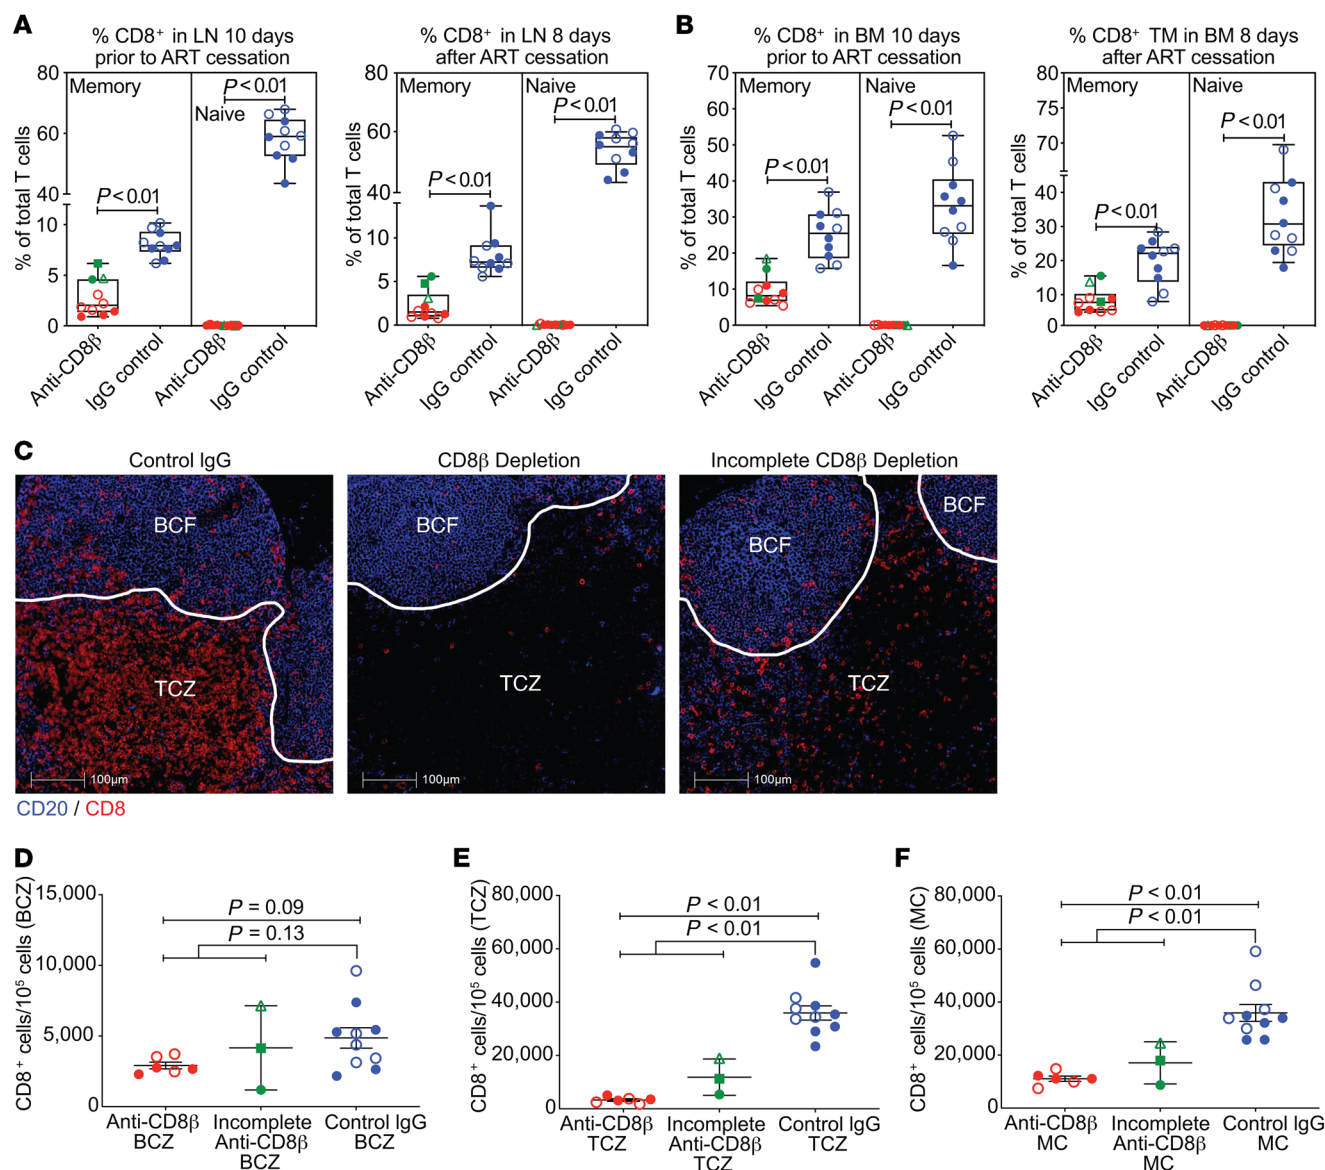 A
% CD8⁺ in LN 10 days
prior to ART cessation
% of total T cells
80
60
40
10
5
0
Memory
Naive
P < 0.01
P < 0.01
Anti-CD8β
IgG control
Anti-CD8β
IgG control
% CD8⁺ in LN 8 days
after ART cessation
% of total T cells
80
60
40
15
10
5
0
Memory
Naive
P < 0.01
P < 0.01
Anti-CD8β
IgG control
Anti-CD8β
IgG control
B
% CD8⁺ in BM 10 days
prior to ART cessation
% of total T cells
70
60
50
40
30
20
10
0
Memory
Naive
P < 0.01
P < 0.01
Anti-CD8β
IgG control
Anti-CD8β
IgG control
% CD8⁺ TM in BM 8 days
after ART cessation
% of total T cells
80
75
70
40
30
20
10
0
Memory
Naive
P < 0.01
P < 0.01
Anti-CD8β
IgG control
Anti-CD8β
IgG control
C
Control IgG
BCF
TCZ
100μm
CD8β Depletion
BCF
TCZ
100μm
Incomplete CD8β Depletion
BCF
BCF
TCZ
100μm
CD20 / CD8
D
CD8⁺ cells/10⁵ cells (BCZ)
15,000
10,000
5,000
0
P = 0.09
P = 0.13
Anti-CD8β
BCZ
Incomplete
Anti-CD8β
BCZ
Control IgG
BCZ
E
CD8⁺ cells/10⁵ cells (TCZ)
80,000
60,000
40,000
20,000
0
P < 0.01
P < 0.01
Anti-CD8β
TCZ
Incomplete
Anti-CD8β
TCZ
Control IgG
TCZ
F
CD8⁺ cells/10⁵ cells (MC)
80,000
60,000
40,000
20,000
0
P < 0.01
P < 0.01
Anti-CD8β
MC
Incomplete
Anti-CD8β
MC
Control IgG
MC